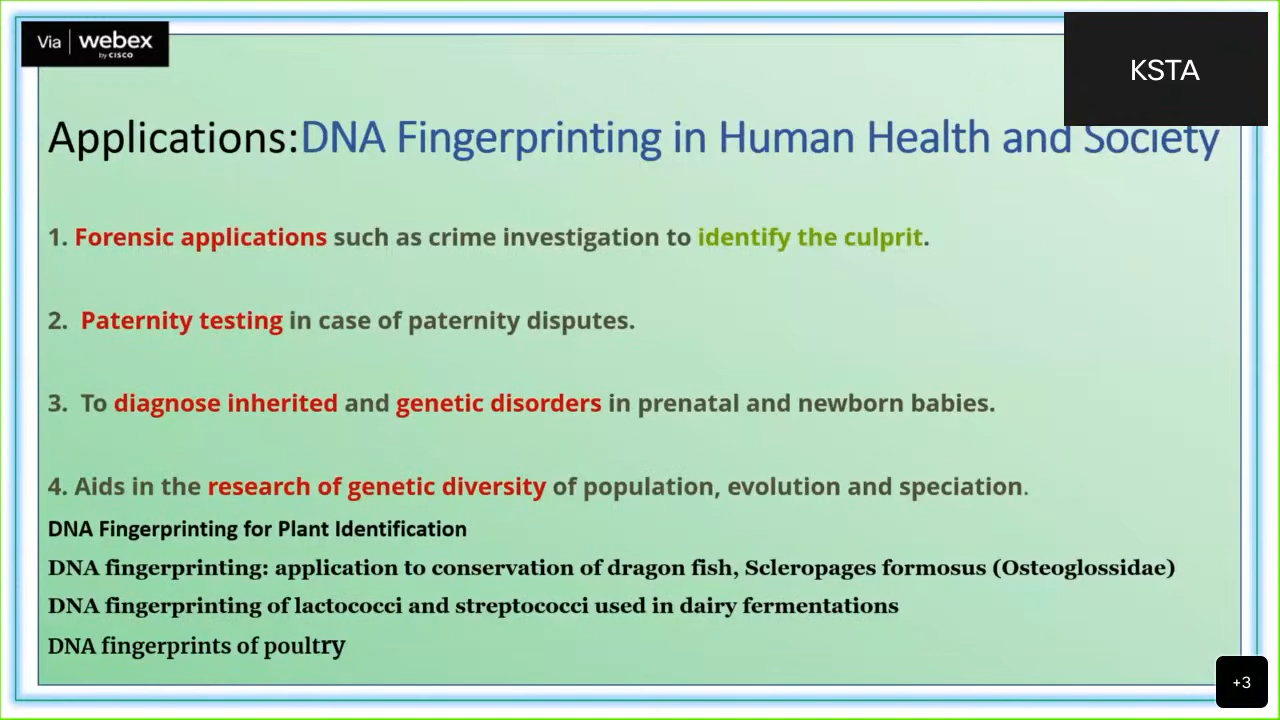 Via webex
by CISCO
KSTA
Applications:DNA Fingerprinting in Human Health and Society
1. Forensic applications such as crime investigation to identify the culprit.
2. Paternity testing in case of paternity disputes.
3. To diagnose inherited and genetic disorders in prenatal and newborn babies.
4. Aids in the research of genetic diversity of population, evolution and speciation.
DNA Fingerprinting for Plant Identification
DNA fingerprinting: application to conservation of dragon fish, Scleropages formosus (Osteoglossidae)
DNA fingerprinting of lactococci and streptococci used in dairy fermentations
DNA fingerprints of poultry
+3